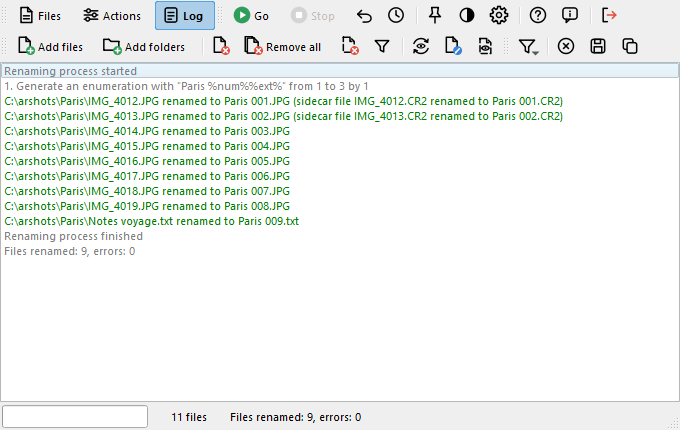 Files Actions Log Go Stop
Add files Add folders Remove all
Renaming process started
1. Generate an enumeration with "Paris %num%%ext%" from 1 to 3 by 1
C:\arshots\Paris\IMG_4012.JPG renamed to Paris 001.JPG (sidecar file IMG_4012.CR2 renamed to Paris 001.CR2)
C:\arshots\Paris\IMG_4013.JPG renamed to Paris 002.JPG (sidecar file IMG_4013.CR2 renamed to Paris 002.CR2)
C:\arshots\Paris\IMG_4014.JPG renamed to Paris 003.JPG
C:\arshots\Paris\IMG_4015.JPG renamed to Paris 004.JPG
C:\arshots\Paris\IMG_4016.JPG renamed to Paris 005.JPG
C:\arshots\Paris\IMG_4017.JPG renamed to Paris 006.JPG
C:\arshots\Paris\IMG_4018.JPG renamed to Paris 007.JPG
C:\arshots\Paris\IMG_4019.JPG renamed to Paris 008.JPG
C:\arshots\Paris\Notes voyage.txt renamed to Paris 009.txt
Renaming process finished
Files renamed: 9, errors: 0
11 files Files renamed: 9, errors: 0